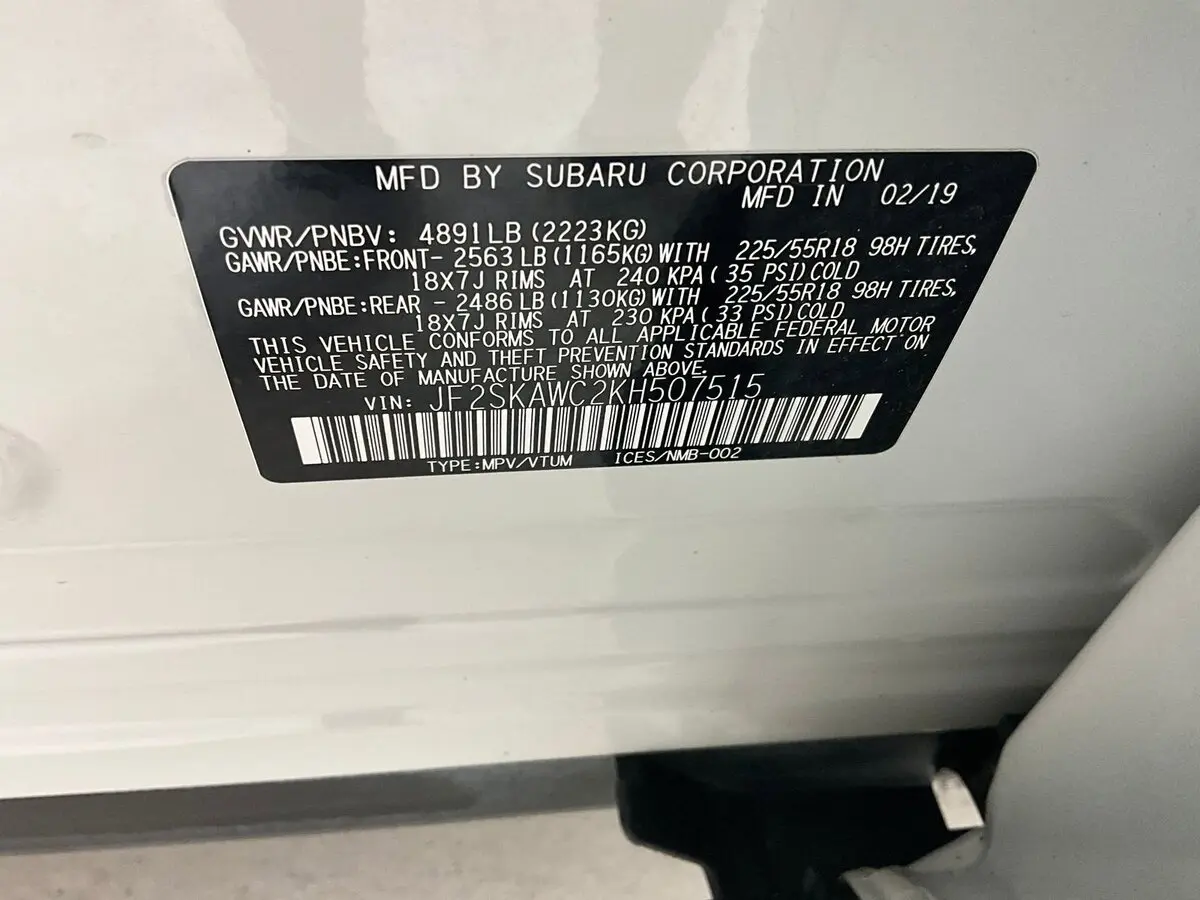 MFD BY SUBARU CORPORATION
MFD IN 02/19
GVWR/PNBV: 4891LB (2223KG)
GAWR/PNBE:FRONT- 2563LB(1165KG)WITH 225/55R18 98H TIRES,
18X7J RIMS AT 240 KPA( 35 PSI)COLD
GAWR/PNBE:REAR - 2486LB(1130KG)WITH 225/55R18 98H TIRES,
18X7J RIMS AT 230 KPA( 33 PSI)COLD
THIS VEHICLE CONFORMS TO ALL APPLICABLE FEDERAL MOTOR
VEHICLE SAFETY AND THEFT PREVENTION STANDARDS IN EFFECT ON
THE DATE OF MANUFACTURE SHOWN ABOVE.
VIN: JF2SKAWC2KH507515
TYPE:MPV/VTUM ICES/NMB-002